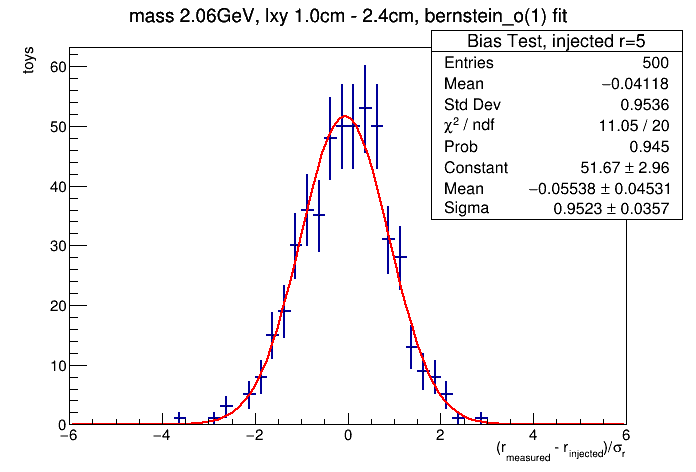 mass 2.06GeV, lxy 1.0cm - 2.4cm, bernstein_o(1) fit
toys
Bias Test, injected r=5
Entries 500
Mean −0.04118
Std Dev 0.9536
χ² / ndf 11.05 / 20
Prob 0.945
Constant 51.67 ± 2.96
Mean −0.05538 ± 0.04531
Sigma 0.9523 ± 0.0357
60
50
40
30
20
10
0
−6 −4 −2 0 2 4 6
(r_measured - r_injected)/σ_r